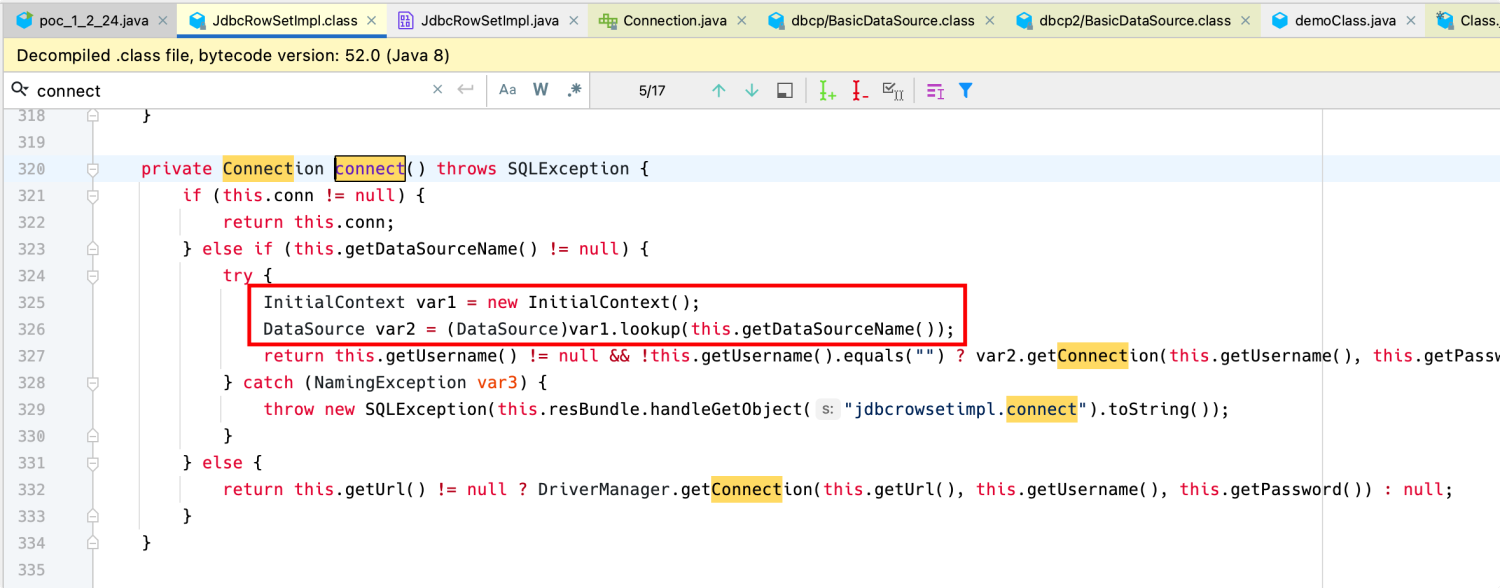 poc_1_2_24.java JdbcRowSetImpl.class JdbcRowSetImpl.java Connection.java dbcp/BasicDataSource.class dbcp2/BasicDataSource.class demoClass.java Class.
Decompiled .class file, bytecode version: 52.0 (Java 8)
connect Aa W .* 5/17
318 }
319
320 private Connection connect() throws SQLException {
321 if (this.conn != null) {
322 return this.conn;
323 } else if (this.getDataSourceName() != null) {
324 try {
325 InitialContext var1 = new InitialContext();
326 DataSource var2 = (DataSource)var1.lookup(this.getDataSourceName());
327 return this.getUsername() != null && !this.getUsername().equals("") ? var2.getConnection(this.getUsername(), this.getPassw
328 } catch (NamingException var3) {
329 throw new SQLException(this.resBundle.handleGetObject( s: "jdbcrowsetimpl.connect").toString());
330 }
331 } else {
332 return this.getUrl() != null ? DriverManager.getConnection(this.getUrl(), this.getUsername(), this.getPassword()) : null;
333 }
334 }
335